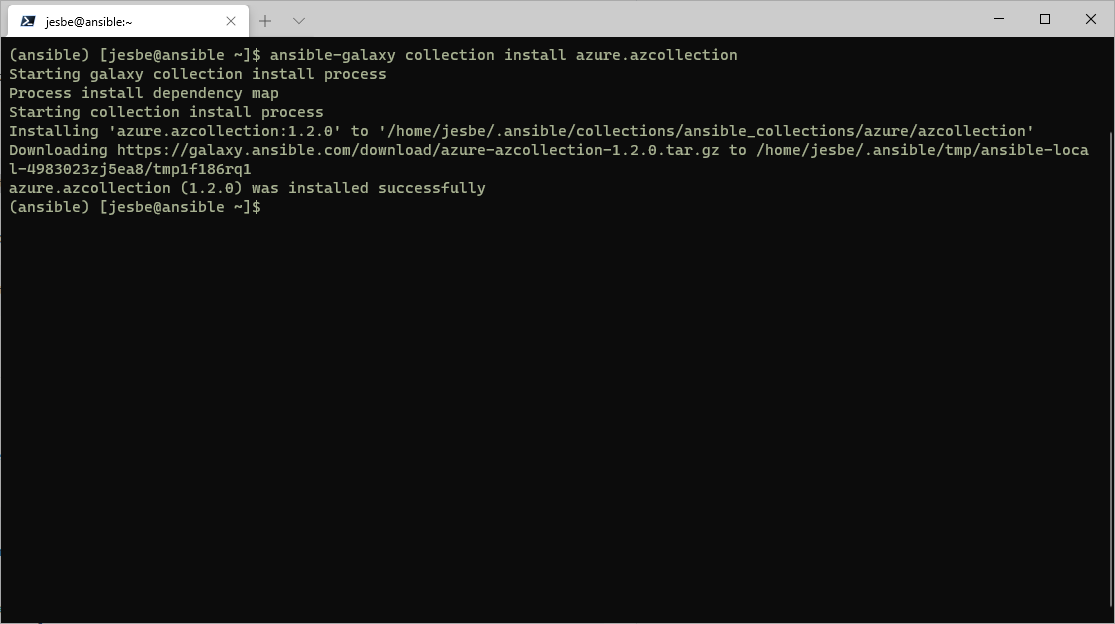 jesbe@ansible:~
(ansible) [jesbe@ansible ~]$ ansible-galaxy collection install azure.azcollection
Starting galaxy collection install process
Process install dependency map
Starting collection install process
Installing 'azure.azcollection:1.2.0' to '/home/jesbe/.ansible/collections/ansible_collections/azure/azcollection'
Downloading https://galaxy.ansible.com/download/azure-azcollection-1.2.0.tar.gz to /home/jesbe/.ansible/tmp/ansible-loca
l-4983023zj5ea8/tmp1f186rq1
azure.azcollection (1.2.0) was installed successfully
(ansible) [jesbe@ansible ~]$